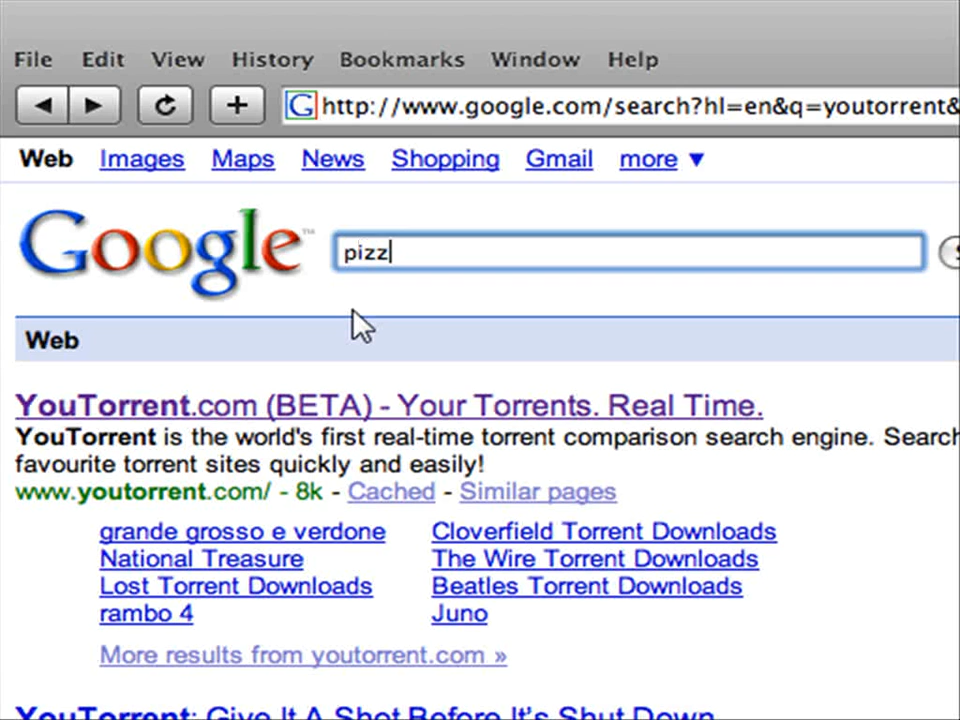 File Edit View History Bookmarks Window Help
http://www.google.com/search?hl=en&q=youtorrent&
Web Images Maps News Shopping Gmail more ▼
Google™ pizz
Web
YouTorrent.com (BETA) - Your Torrents. Real Time.
YouTorrent is the world's first real-time torrent comparison search engine. Search
favourite torrent sites quickly and easily!
www.youtorrent.com/ - 8k - Cached - Similar pages
grande grosso e verdone Cloverfield Torrent Downloads
National Treasure The Wire Torrent Downloads
Lost Torrent Downloads Beatles Torrent Downloads
rambo 4 Juno
More results from youtorrent.com »
YouTorrent: Give It A Shot Before It's Shut Down